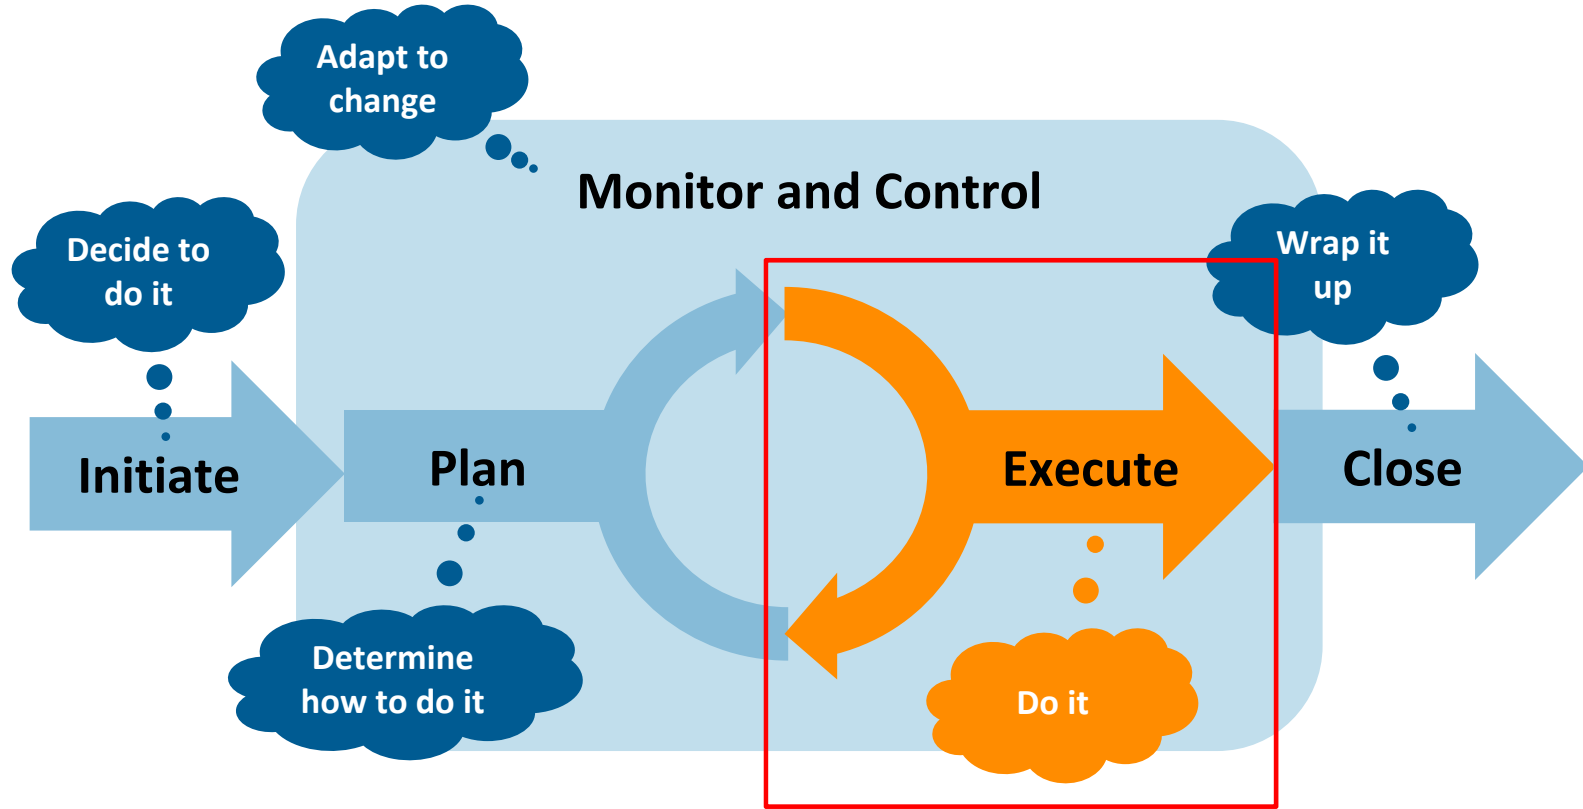 Adapt to
change
Monitor and Control
Decide to
do it
Wrap it
up
Initiate
Plan
Execute
Close
Determine
how to do it
Do it